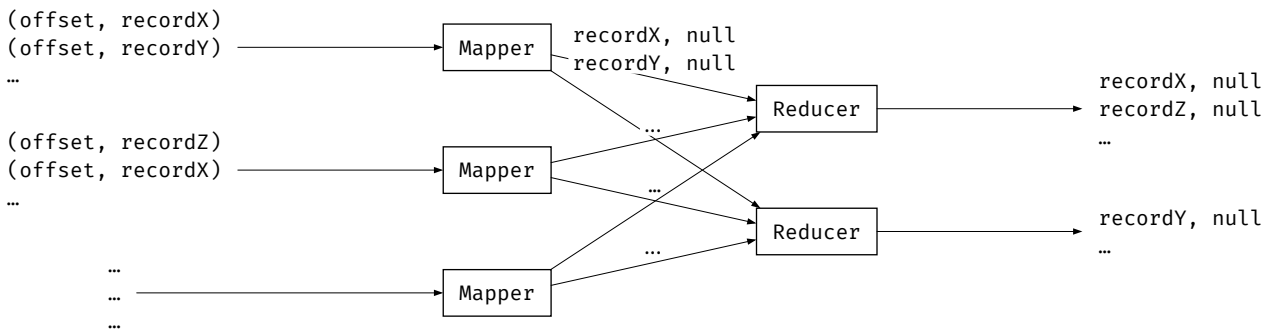 (offset, recordX)
(offset, recordY)
…
Mapper
recordX, null
recordY, null
Reducer
recordX, null
recordZ, null
…
(offset, recordZ)
(offset, recordX)
…
Mapper
…
…
…
Reducer
recordY, null
…
…
…
…
Mapper